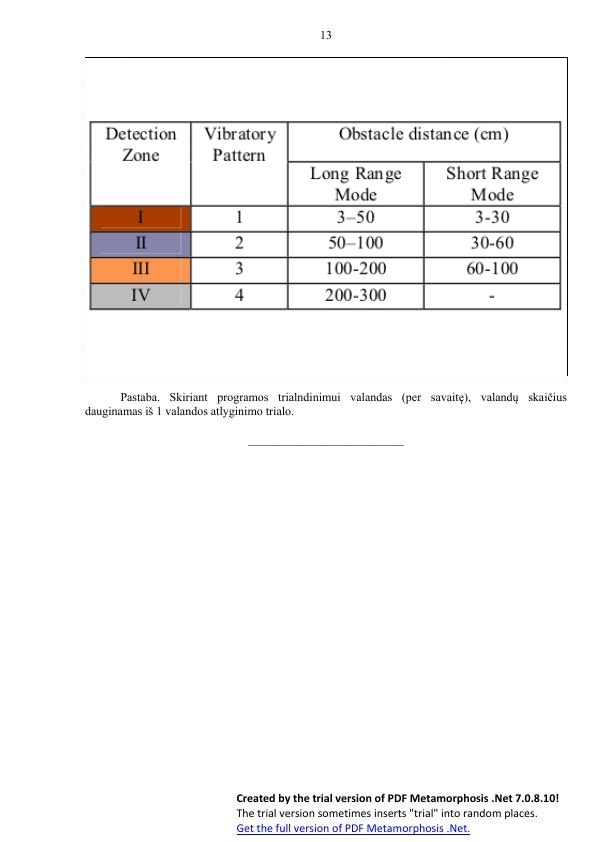 13
Detection Zone | Vibratory Pattern | Obstacle distance (cm)
Long Range Mode | Short Range Mode
I | 1 | 3–50 | 3-30
II | 2 | 50–100 | 30-60
III | 3 | 100-200 | 60-100
IV | 4 | 200-300 | -
Pastaba. Skiriant programos trialndinimui valandas (per savaitę), valandų skaičius
dauginamas iš 1 valandos atlyginimo trialo.
Created by the trial version of PDF Metamorphosis .Net 7.0.8.10!
The trial version sometimes inserts "trial" into random places.
Get the full version of PDF Metamorphosis .Net.